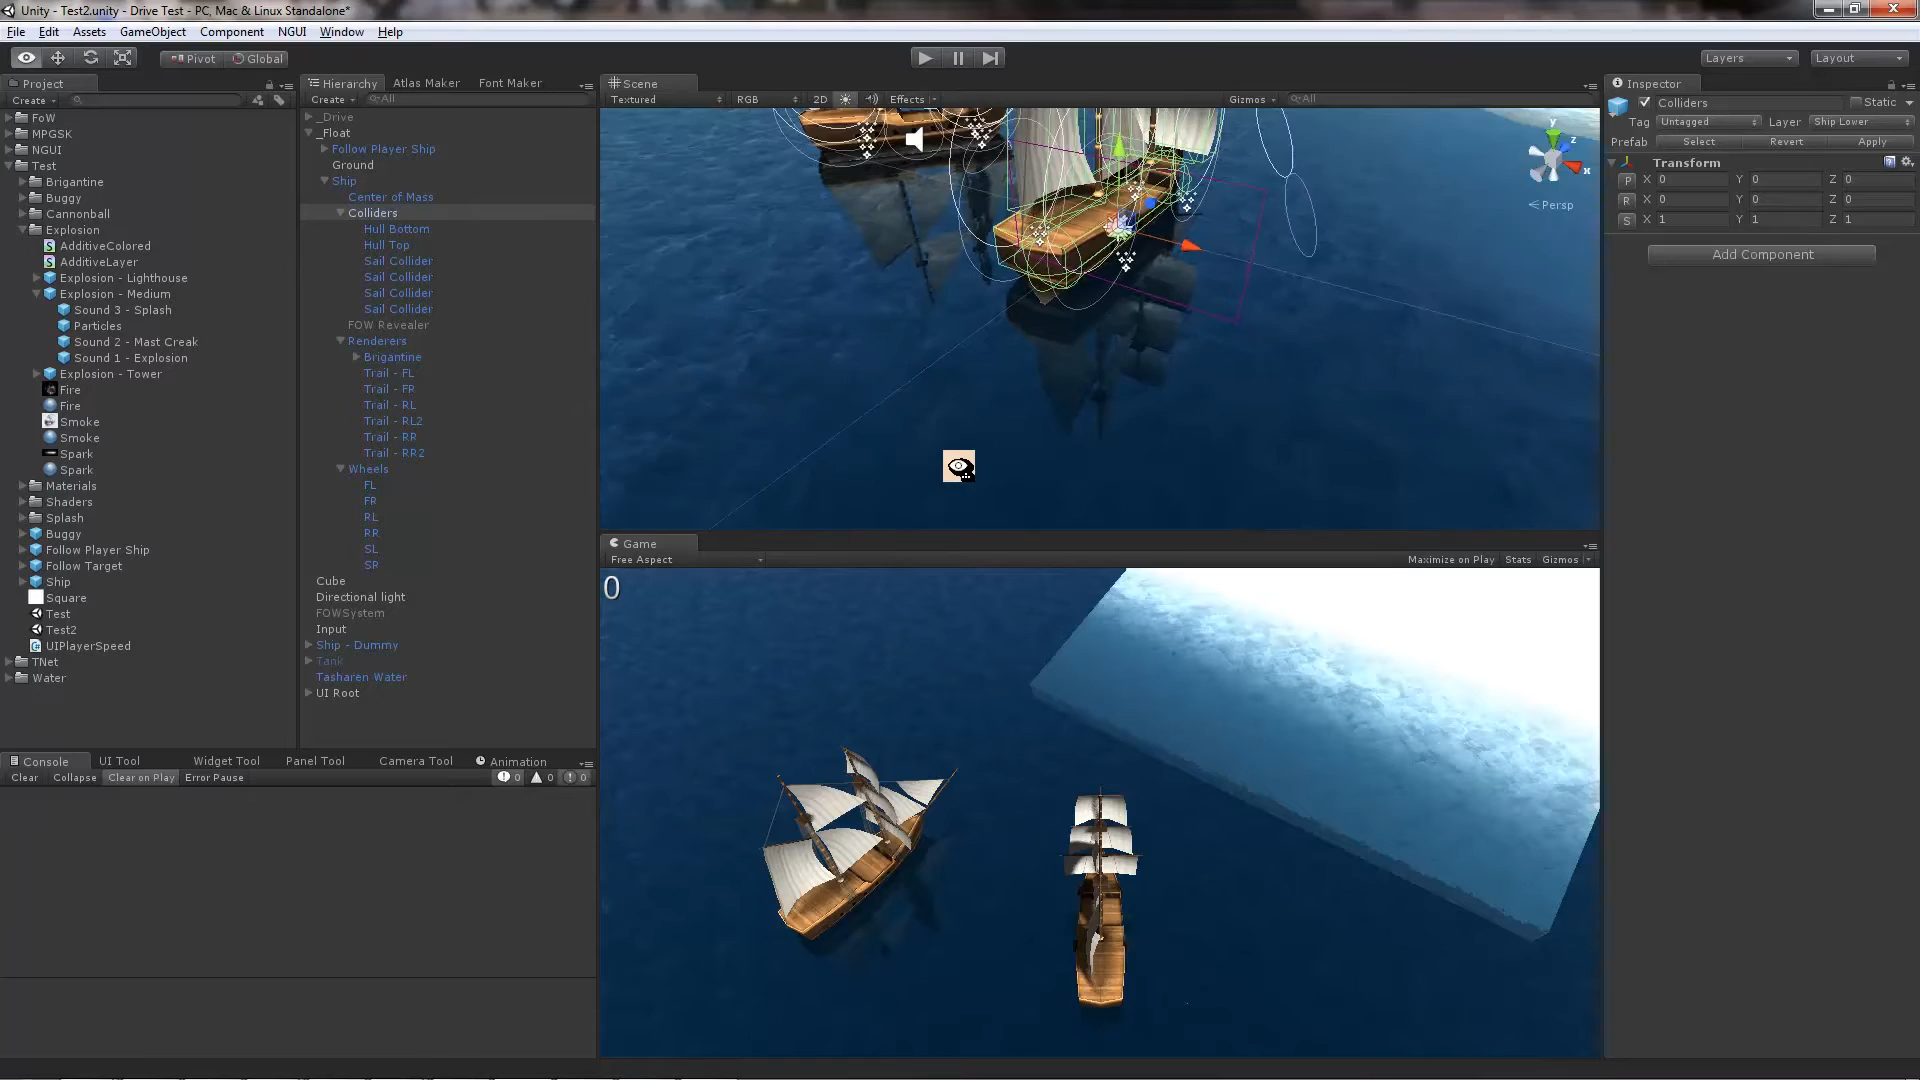 Unity - Test2.unity - Drive Test - PC, Mac & Linux Standalone*
File Edit Assets GameObject Component NGUI Window Help
Pivot Global Layers Layout
Project
Create
FoW
MPGSK
NGUI
Test
Brigantine
Buggy
Cannonball
Explosion
AdditiveColored
AdditiveLayer
Explosion - Lighthouse
Explosion - Medium
Sound 3 - Splash
Particles
Sound 2 - Mast Creak
Sound 1 - Explosion
Explosion - Tower
Fire
Fire
Smoke
Smoke
Spark
Spark
Materials
Shaders
Splash
Buggy
Follow Player Ship
Follow Target
Ship
Square
Test
Test2
UIPlayerSpeed
TNet
Water
Hierarchy Atlas Maker Font Maker
Create All
_Drive
_Float
Follow Player Ship
Ground
Ship
Center of Mass
Colliders
Hull Bottom
Hull Top
Sail Collider
Sail Collider
Sail Collider
Sail Collider
FOW Revealer
Renderers
Brigantine
Trail - FL
Trail - FR
Trail - RL
Trail - RL2
Trail - RR
Trail - RR2
Wheels
FL
FR
RL
RR
SL
SR
Cube
Directional light
FOWSystem
Input
Ship - Dummy
Tank
Tasharen Water
UI Root
Console UI Tool Widget Tool Panel Tool Camera Tool Animation
Clear Collapse Clear on Play Error Pause 0 0 0
Scene
Textured RGB 2D Effects Gizmos All
y
z
x
Persp
Game
Free Aspect Maximize on Play Stats Gizmos
0
Inspector
Colliders Static
Tag Untagged Layer Ship Lower
Prefab Select Revert Apply
Transform
P X 0 Y 0 Z 0
R X 0 Y 0 Z 0
S X 1 Y 1 Z 1
Add Component